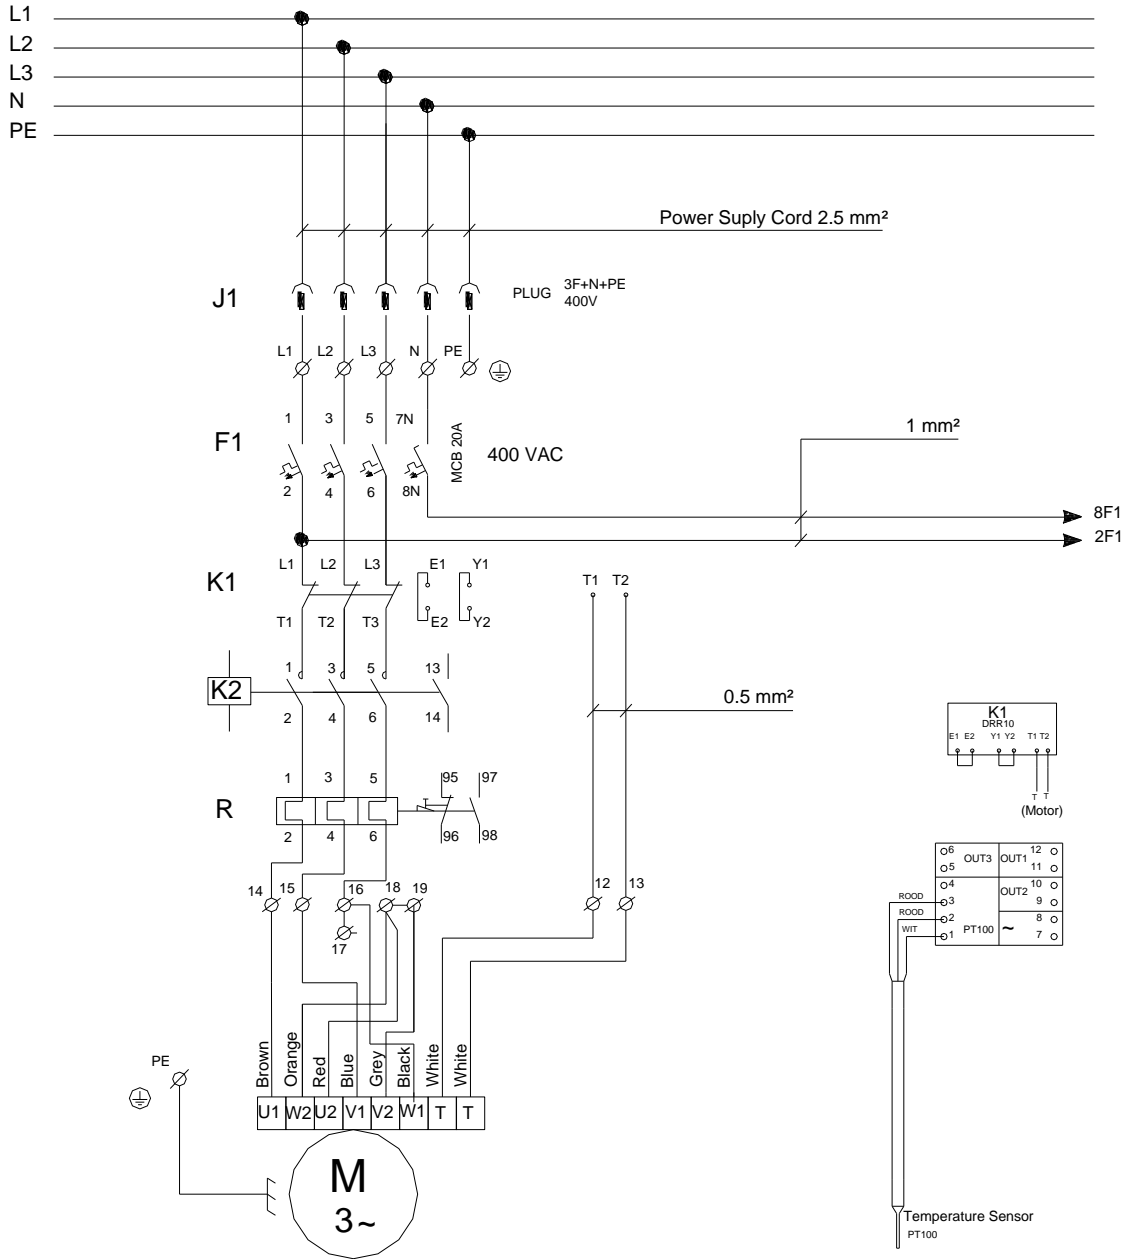 L1
L2
L3
N
PE
Power Suply Cord 2.5 mm²
J1
PLUG
3F+N+PE
400V
L1 L2 L3 N PE
1 3 5 7N
F1
MCB 20A
400 VAC
1 mm²
2 4 6 8N
8F1
2F1
L1 L2 L3 E1 Y1
K1
T1 T2
T1 T2 T3 E2 Y2
1 3 5 13
K2
2 4 6 14
0.5 mm²
K1
DRR10
E1 E2 Y1 Y2 T1 T2
T T
(Motor)
1 3 5 95 97
R
2 4 6 96 98
14 15 16 18 19 12 13
17
6 OUT3 OUT1 12
5 11
4 OUT2 10
ROOD 3 9
ROOD 2 8
WIT 1 PT100 ~ 7
PE
Brown
Orange
Red
Blue
Grey
Black
White
White
U1 W2 U2 V1 V2 W1 T T
M
3~
Temperature Sensor
PT100